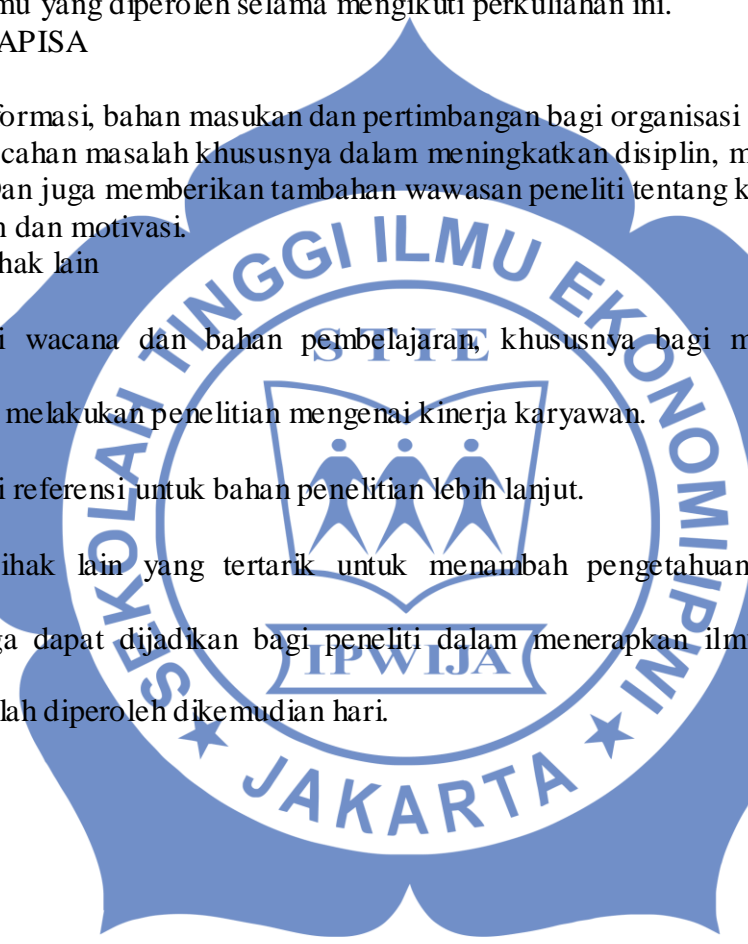 mu yang diperoleh selama mengikuti perkuliahan ini.
APISA
formasi, bahan masukan dan pertimbangan bagi organisasi
cahan masalah khususnya dalam meningkatkan disiplin, m
Dan juga memberikan tambahan wawasan peneliti tentang k
n dan motivasi.
hak lain
i wacana dan bahan pembelajaran, khususnya bagi m
melakukan penelitian mengenai kinerja karyawan.
i referensi untuk bahan penelitian lebih lanjut.
ihak lain yang tertarik untuk menambah pengetahuan
ga dapat dijadikan bagi peneliti dalam menerapkan ilm
lah diperoleh dikemudian hari.
SEKOLAH TINGGI ILMU EKONOMI IPWI
STIE
IPWIJA
★ JAKARTA ★